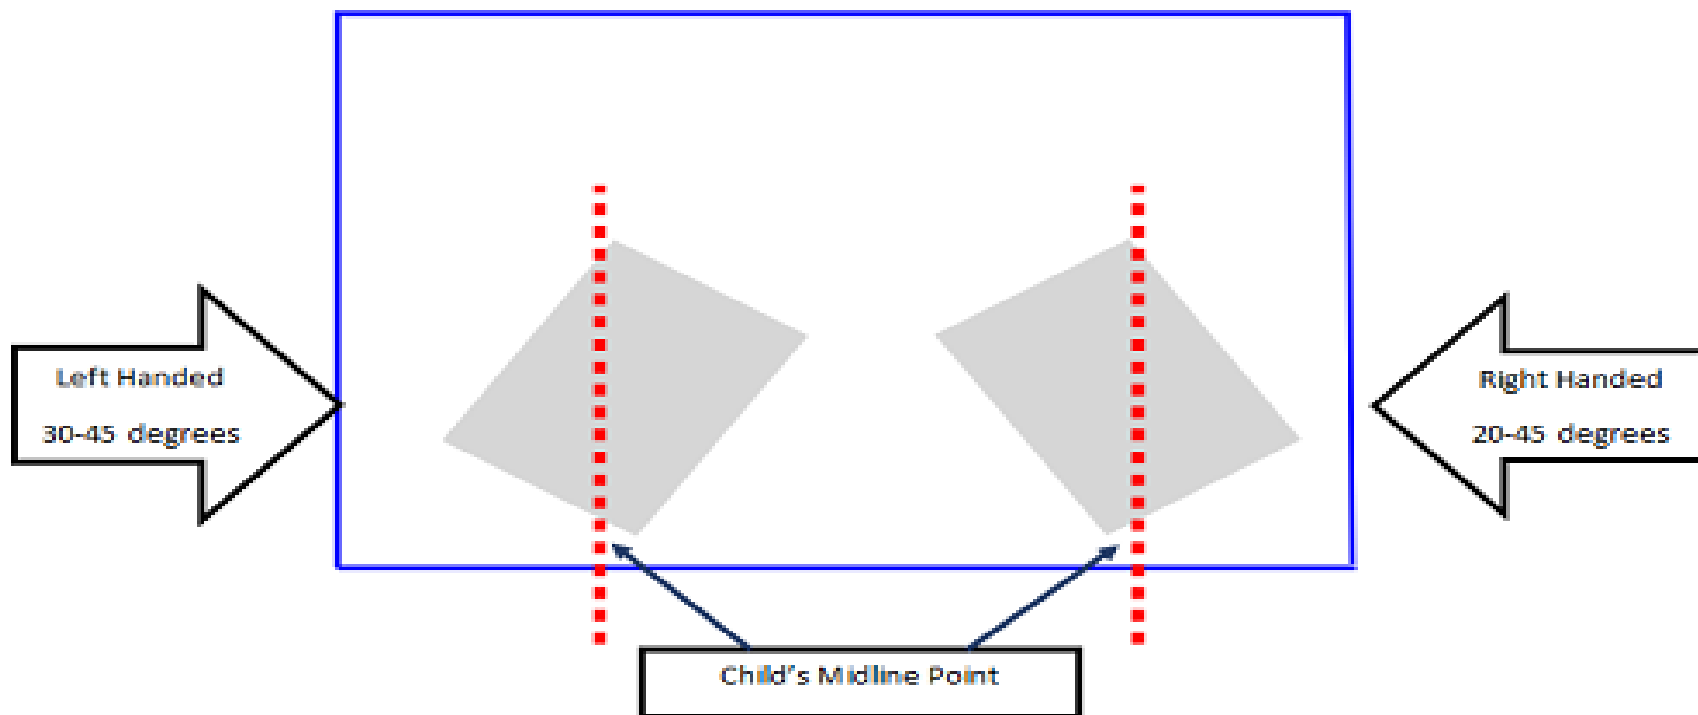 Left Handed
30-45 degrees
Right Handed
20-45 degrees
Child's Midline Point